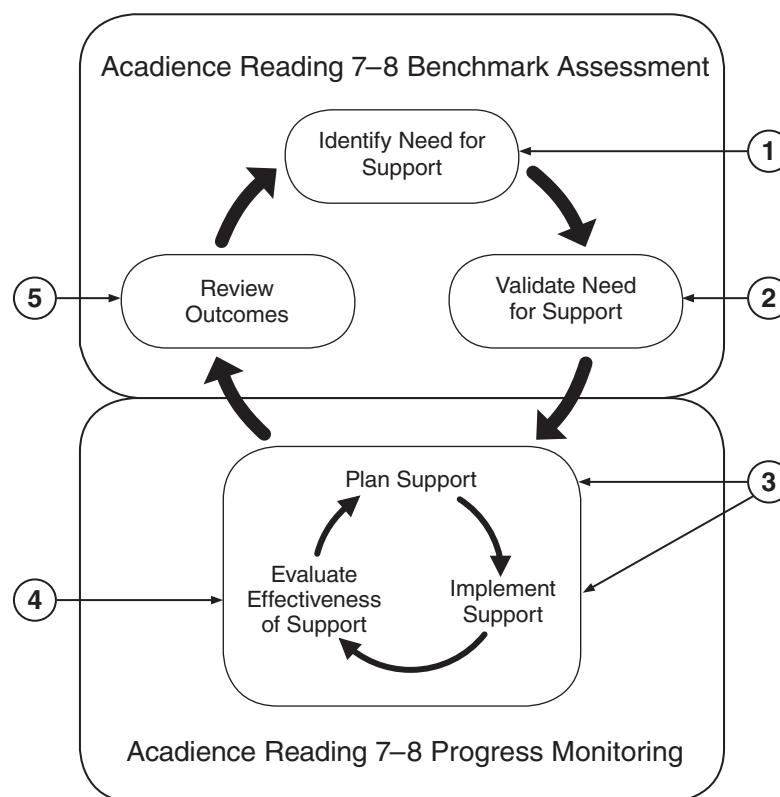 Acadience Reading 7–8 Benchmark Assessment
Identify Need for
Support
1
Review
Outcomes
5
Validate Need
for Support
2
Plan Support
3
Evaluate
Effectiveness
of Support
4
Implement
Support
Acadience Reading 7–8 Progress Monitoring